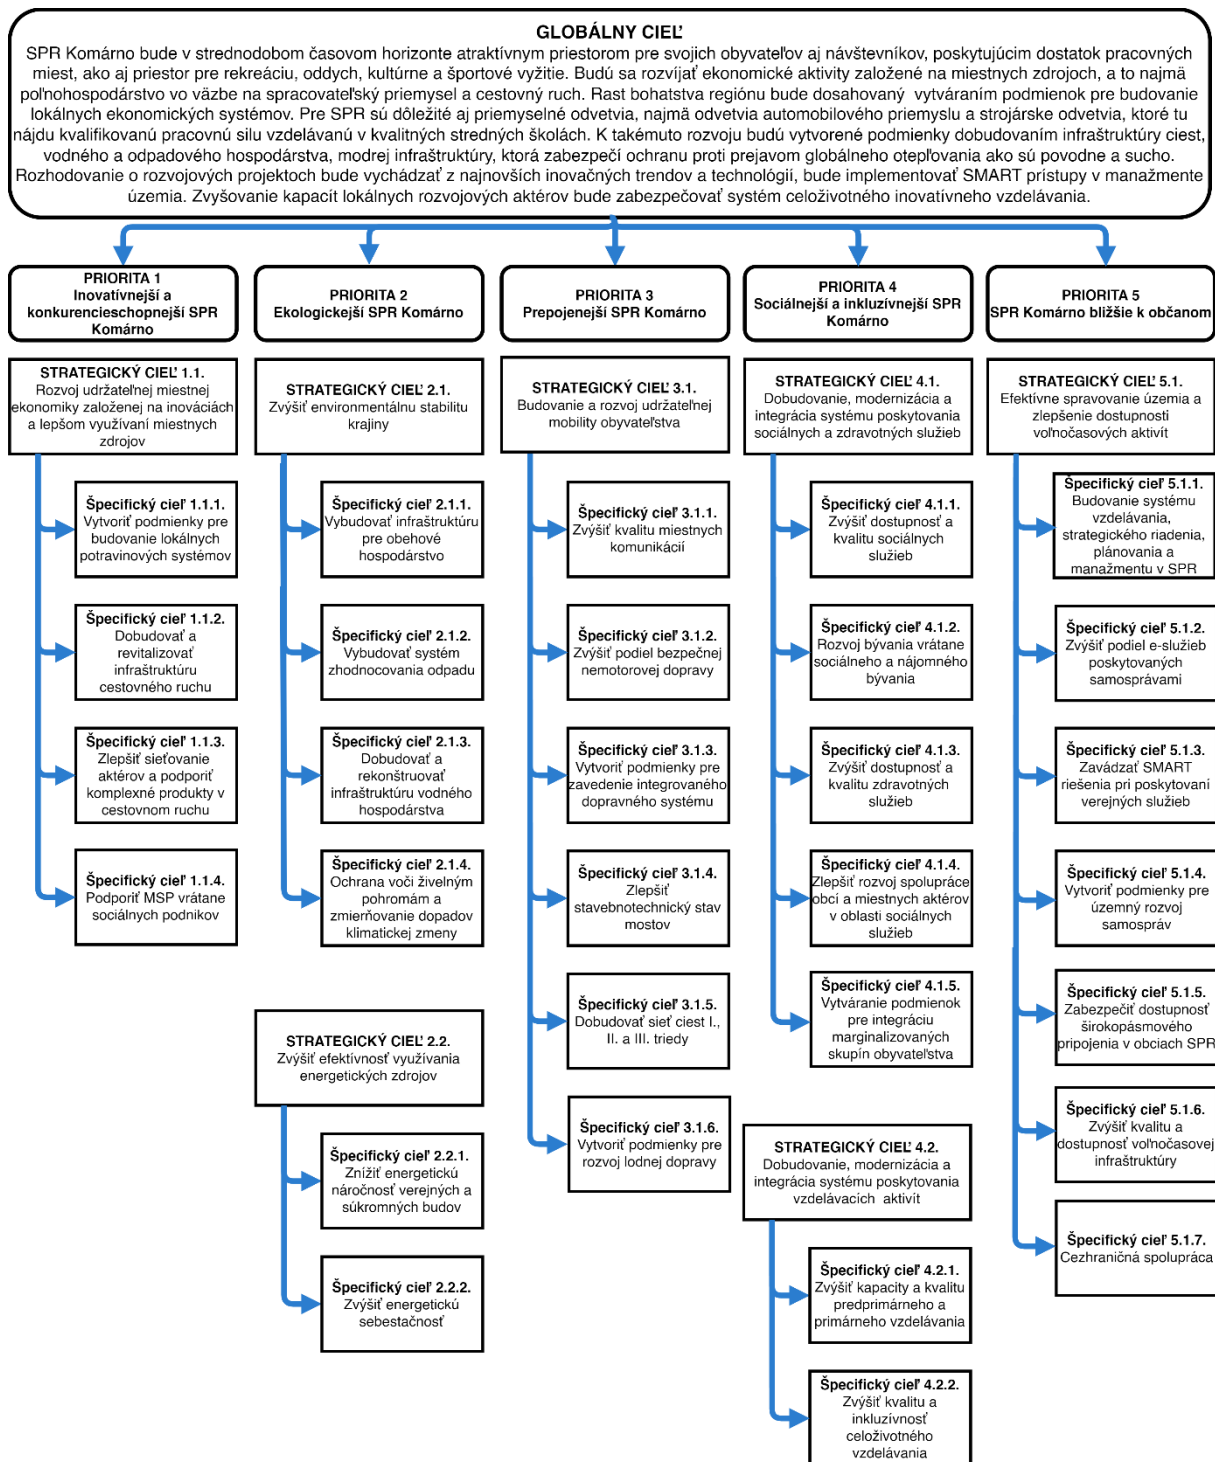 GLOBÁLNY CIEĽ
SPR Komárno bude v strednodobom časovom horizonte atraktívnym priestorom pre svojich obyvateľov aj návštevníkov, poskytujúcim dostatok pracovných
miest, ako aj priestor pre rekreáciu, oddych, kultúrne a športové vyžitie. Budú sa rozvíjať ekonomické aktivity založené na miestnych zdrojoch, a to najmä
poľnohospodárstvo vo väzbe na spracovateľský priemysel a cestovný ruch. Rast bohatstva regiónu bude dosahovaný vytváraním podmienok pre budovanie
lokálnych ekonomických systémov. Pre SPR sú dôležité aj priemyselné odvetvia, najmä odvetvia automobilového priemyslu a strojárske odvetvia, ktoré tu
nájdu kvalifikovanú pracovnú silu vzdelávanú v kvalitných stredných školách. K takémuto rozvoju budú vytvorené podmienky dobudovaním infraštruktúry ciest,
vodného a odpadového hospodárstva, modrej infraštruktúry, ktorá zabezpečí ochranu proti prejavom globálneho otepľovania ako sú povodne a sucho.
Rozhodovanie o rozvojových projektoch bude vychádzať z najnovších inovačných trendov a technológií, bude implementovať SMART prístupy v manažmente
územia. Zvyšovanie kapacít lokálnych rozvojových aktérov bude zabezpečovať systém celoživotného inovatívneho vzdelávania.
PRIORITA 1
Inovatívnejší a
konkurencieschopnejší SPR
Komárno
PRIORITA 2
Ekologickejší SPR Komárno
PRIORITA 3
Prepojenejší SPR Komárno
PRIORITA 4
Sociálnejší a inkluzívnejší SPR
Komárno
PRIORITA 5
SPR Komárno bližšie k občanom
STRATEGICKÝ CIEĽ 1.1.
Rozvoj udržateľnej miestnej
ekonomiky založenej na inováciách
a lepšom využívaní miestnych
zdrojov
Špecifický cieľ 1.1.1.
Vytvoriť podmienky pre
budovanie lokálnych
potravinových systémov
Špecifický cieľ 1.1.2.
Dobudovať a
revitalizovať
infraštruktúru
cestovného ruchu
Špecifický cieľ 1.1.3.
Zlepšiť sieťovanie
aktérov a podporiť
komplexné produkty v
cestovnom ruchu
Špecifický cieľ 1.1.4.
Podporiť MSP vrátane
sociálnych podnikov
STRATEGICKÝ CIEĽ 2.1.
Zvýšiť environmentálnu stabilitu
krajiny
Špecifický cieľ 2.1.1.
Vybudovať infraštruktúru
pre obehové
hospodárstvo
Špecifický cieľ 2.1.2.
Vybudovať systém
zhodnocovania odpadu
Špecifický cieľ 2.1.3.
Dobudovať a
rekonštruovať
infraštruktúru vodného
hospodárstva
Špecifický cieľ 2.1.4.
Ochrana voči živelným
pohromám a
zmierňovanie dopadov
klimatickej zmeny
STRATEGICKÝ CIEĽ 2.2.
Zvýšiť efektívnosť využívania
energetických zdrojov
Špecifický cieľ 2.2.1.
Znížiť energetickú
náročnosť verejných a
súkromných budov
Špecifický cieľ 2.2.2.
Zvýšiť energetickú
sebestačnosť
STRATEGICKÝ CIEĽ 3.1.
Budovanie a rozvoj udržateľnej
mobility obyvateľstva
Špecifický cieľ 3.1.1.
Zvýšiť kvalitu miestnych
komunikácií
Špecifický cieľ 3.1.2.
Zvýšiť podiel bezpečnej
nemotorovej dopravy
Špecifický cieľ 3.1.3.
Vytvoriť podmienky pre
zavedenie integrovaného
dopravného systému
Špecifický cieľ 3.1.4.
Zlepšiť
stavebnotechnický stav
mostov
Špecifický cieľ 3.1.5.
Dobudovať sieť ciest I.,
II. a III. triedy
Špecifický cieľ 3.1.6.
Vytvoriť podmienky pre
rozvoj lodnej dopravy
STRATEGICKÝ CIEĽ 4.1.
Dobudovanie, modernizácia a
integrácia systému poskytovania
sociálnych a zdravotných služieb
Špecifický cieľ 4.1.1.
Zvýšiť dostupnosť a
kvalitu sociálnych
služieb
Špecifický cieľ 4.1.2.
Rozvoj bývania vrátane
sociálneho a nájomného
bývania
Špecifický cieľ 4.1.3.
Zvýšiť dostupnosť a
kvalitu zdravotných
služieb
Špecifický cieľ 4.1.4.
Zlepšiť rozvoj spolupráce
obcí a miestnych aktérov
v oblasti sociálnych
služieb
Špecifický cieľ 4.1.5.
Vytváranie podmienok
pre integráciu
marginalizovaných
skupín obyvateľstva
STRATEGICKÝ CIEĽ 4.2.
Dobudovanie, modernizácia a
integrácia systému poskytovania
vzdelávacích aktivít
Špecifický cieľ 4.2.1.
Zvýšiť kapacity a kvalitu
predprimárneho a
primárneho vzdelávania
Špecifický cieľ 4.2.2.
Zvýšiť kvalitu a
inkluzívnosť
celoživotného
vzdelávania
STRATEGICKÝ CIEĽ 5.1.
Efektívne spravovanie územia a
zlepšenie dostupnosti
voľnočasových aktivít
Špecifický cieľ 5.1.1.
Budovanie systému
vzdelávania,
strategického riadenia,
plánovania a
manažmentu v SPR
Špecifický cieľ 5.1.2.
Zvýšiť podiel e-služieb
poskytovaných
samosprávami
Špecifický cieľ 5.1.3.
Zavádzať SMART
riešenia pri poskytovaní
verejných služieb
Špecifický cieľ 5.1.4.
Vytvoriť podmienky pre
územný rozvoj
samospráv
Špecifický cieľ 5.1.5.
Zabezpečiť dostupnosť
širokopásmového
pripojenia v obciach SPR
Špecifický cieľ 5.1.6.
Zvýšiť kvalitu a
dostupnosť voľnočasovej
infraštruktúry
Špecifický cieľ 5.1.7.
Cezhraničná spolupráca